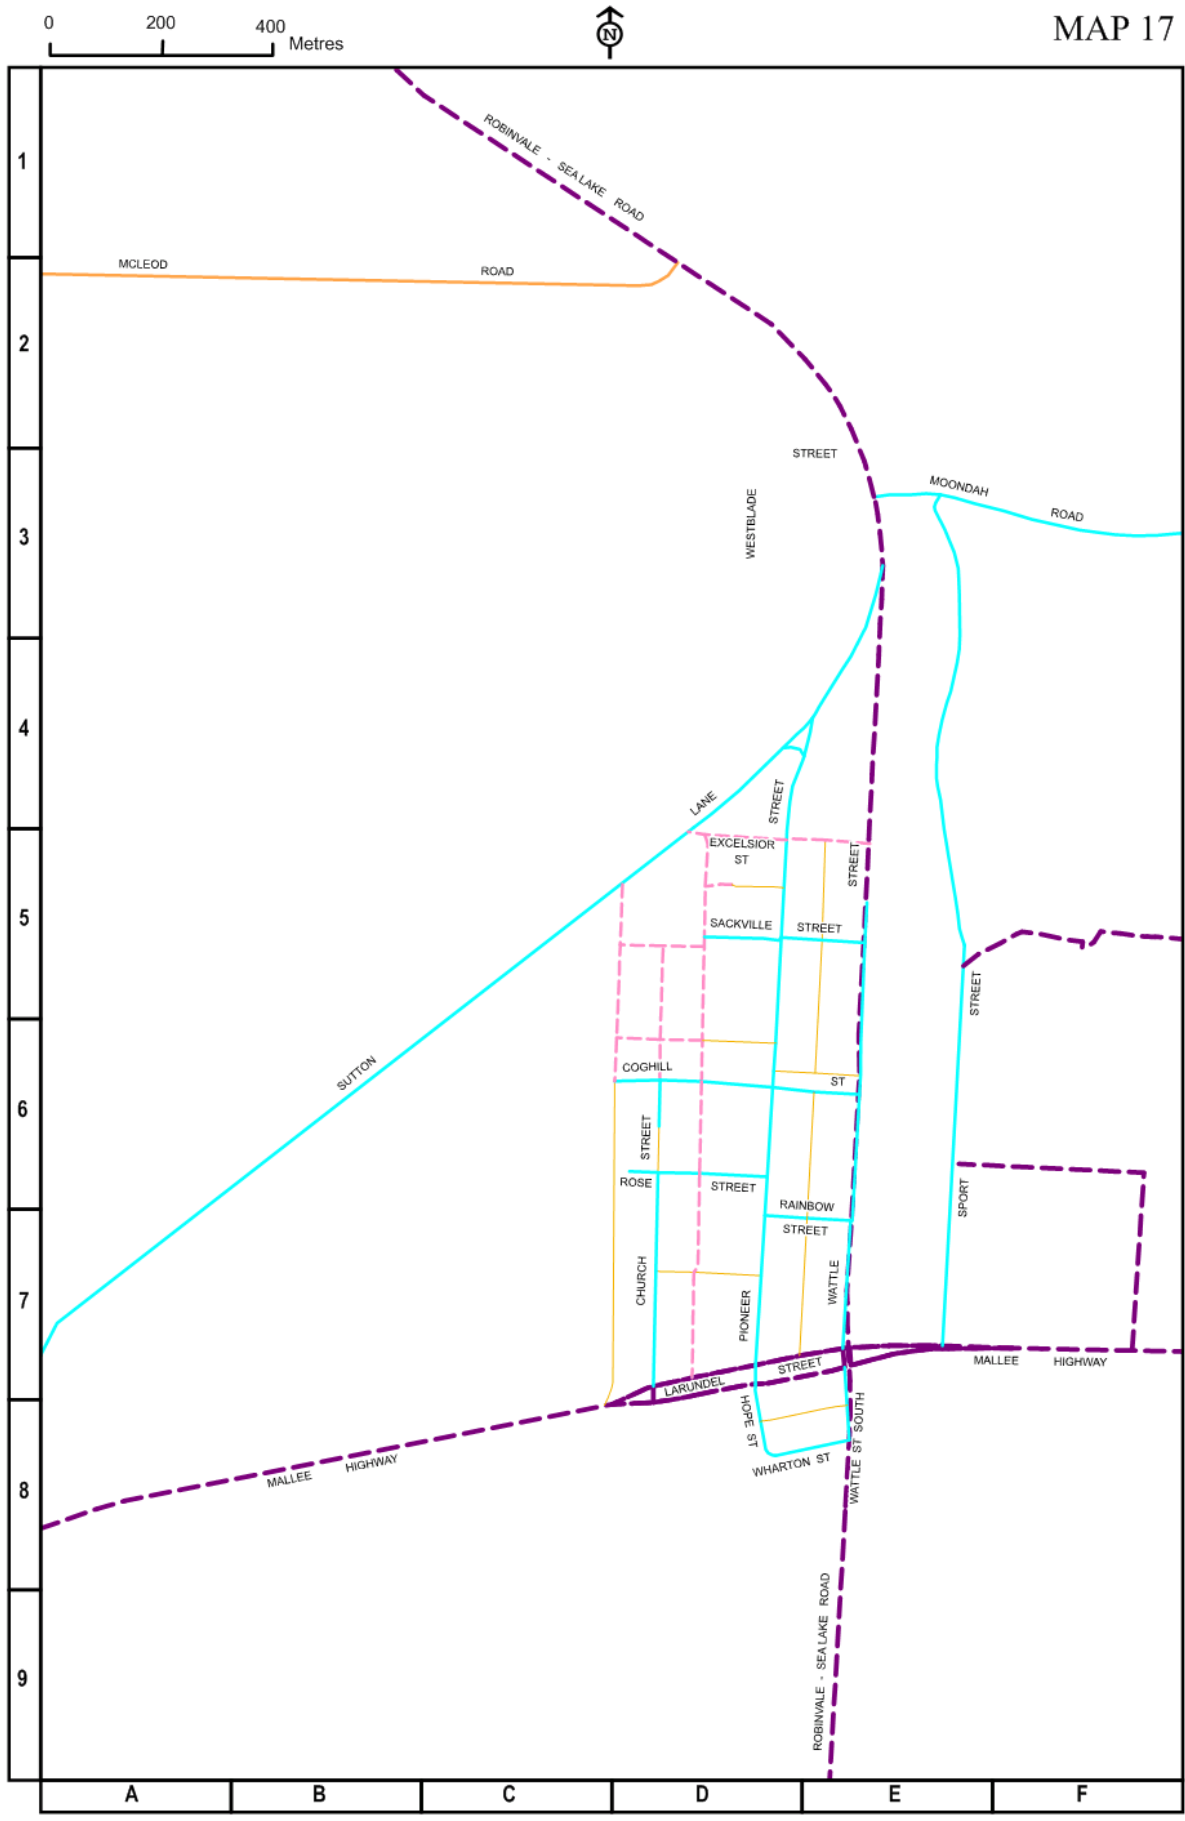 0 200 400 Metres
N
MAP 17
1
ROBINVALE - SEA LAKE ROAD
MCLEOD ROAD
2
STREET
MOONDAH ROAD
WESTBLADE
3
4
LANE
STREET
EXCELSIOR
ST
STREET
5
SACKVILLE STREET
STREET
SUTTON
COGHILL ST
6
STREET
ROSE STREET
SPORT
RAINBOW
STREET
CHURCH
WATTLE
7
PIONEER
MALLEE HIGHWAY
LARUNDEL STREET
HOPE ST
WATTLE ST SOUTH
WHARTON ST
MALLEE HIGHWAY
8
ROBINVALE - SEA LAKE ROAD
9
A B C D E F